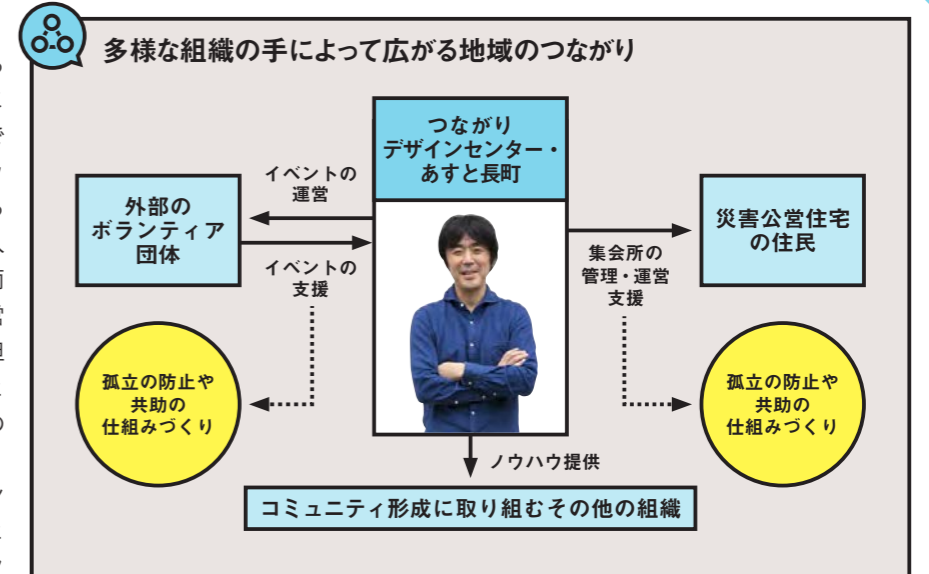 多様な組織の手によって広がる地域のつながり
つながり
デザインセンター・
あすと長町
イベントの
運営
外部の
ボランティア
団体
イベントの
支援
災害公営住宅
の住民
集会所の
管理・運営
支援
孤立の防止や
共助の
仕組みづくり
孤立の防止や
共助の
仕組みづくり
ノウハウ提供
コミュニティ形成に取り組むその他の組織